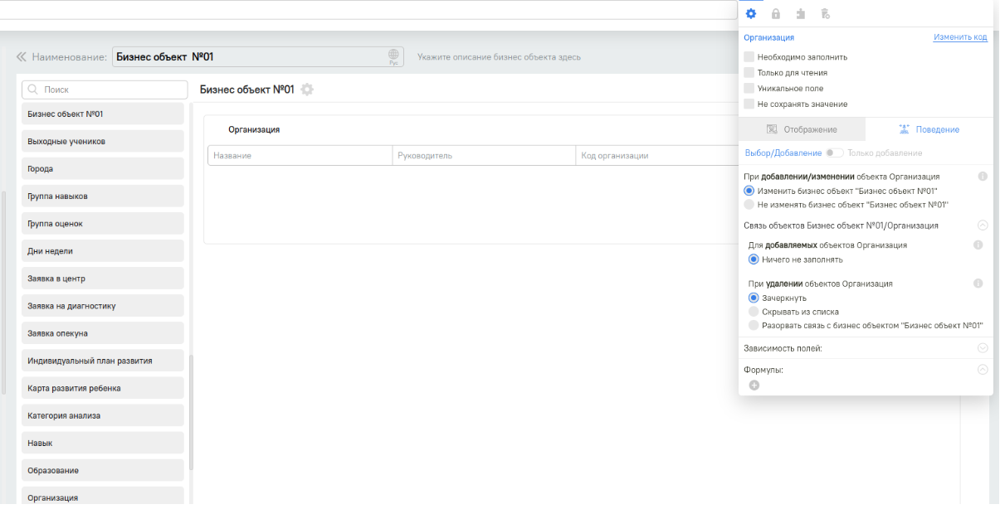 Наименование:
Бизнес объект №01
Рус
Укажите описание бизнес объекта здесь
Поиск
Бизнес объект №01
Выходные учеников
Города
Группа навыков
Группа оценок
Дни недели
Заявка в центр
Заявка на диагностику
Заявка опекуна
Индивидуальный план развития
Карта развития ребенка
Категория анализа
Навык
Образование
Организация
Бизнес объект №01
Организация
Название
Руководитель
Код организации
Организация
Изменить код
Необходимо заполнить
Только для чтения
Уникальное поле
Не сохранять значение
Отображение
Поведение
Выбор/Добавление
Только добавление
При добавлении/изменении объекта Организация
Изменить бизнес объект "Бизнес объект №01"
Не изменять бизнес объект "Бизнес объект №01"
Связь объектов Бизнес объект №01/Организация
Для добавляемых объектов Организация
Ничего не заполнять
При удалении объектов Организация
Зачеркнуть
Скрывать из списка
Разорвать связь с бизнес объектом "Бизнес объект №01"
Зависимость полей:
Формулы: